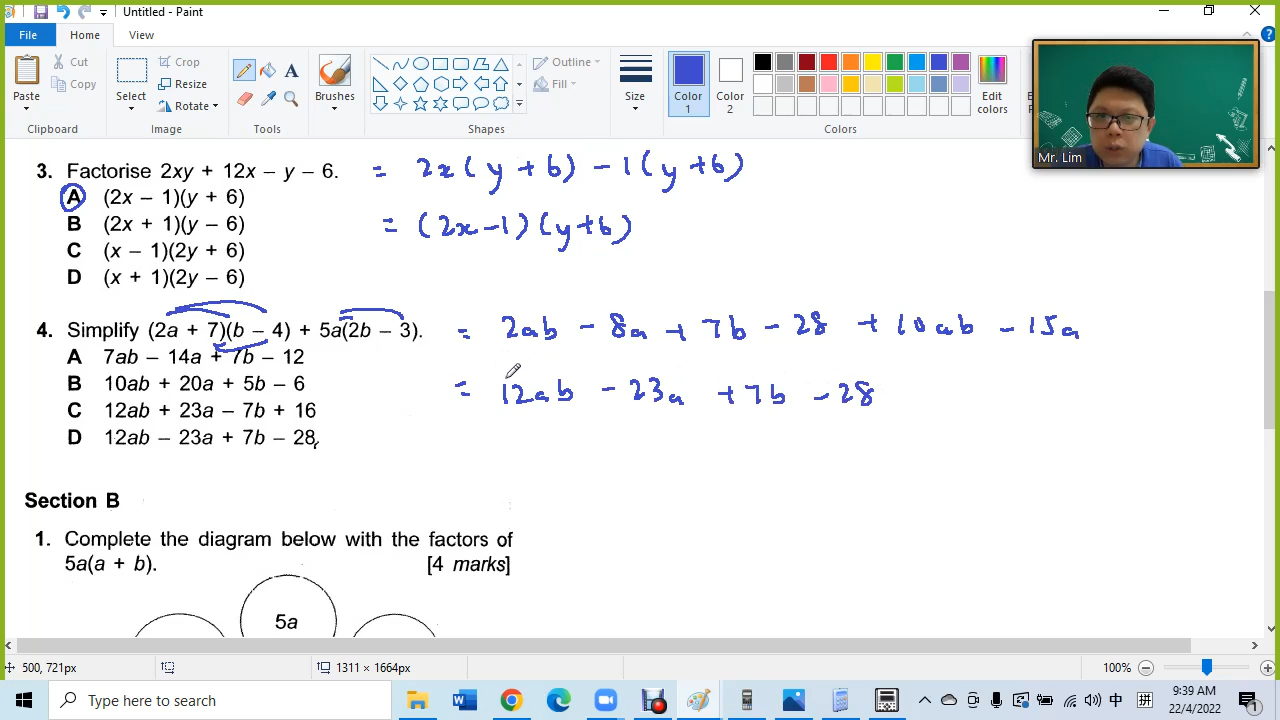 Untitled - Paint
File Home View
Paste Cut Copy Clipboard
Select Crop Resize Rotate Image
Tools
Brushes
Outline Fill Shapes
Size
Color 1
Color 2
Edit colors
Colors
Mr. Lim
3. Factorise 2xy + 12x – y – 6. = 2x(y+6) – 1(y+6)
A (2x – 1)(y + 6)
= (2x–1)(y+6)
B (2x + 1)(y – 6)
C (x – 1)(2y + 6)
D (x + 1)(2y – 6)
4. Simplify (2a + 7)(b – 4) + 5a(2b – 3). = 2ab – 8a + 7b – 28 + 10ab – 15a
A 7ab – 14a + 7b – 12
B 10ab + 20a + 5b – 6
= 12ab – 23a + 7b – 28
C 12ab + 23a – 7b + 16
D 12ab – 23a + 7b – 28
Section B
1. Complete the diagram below with the factors of
5a(a + b). [4 marks]
5a
500, 721px 1311 × 1664px 100%
Type here to search
中 拼
9:39 AM
22/4/2022
1